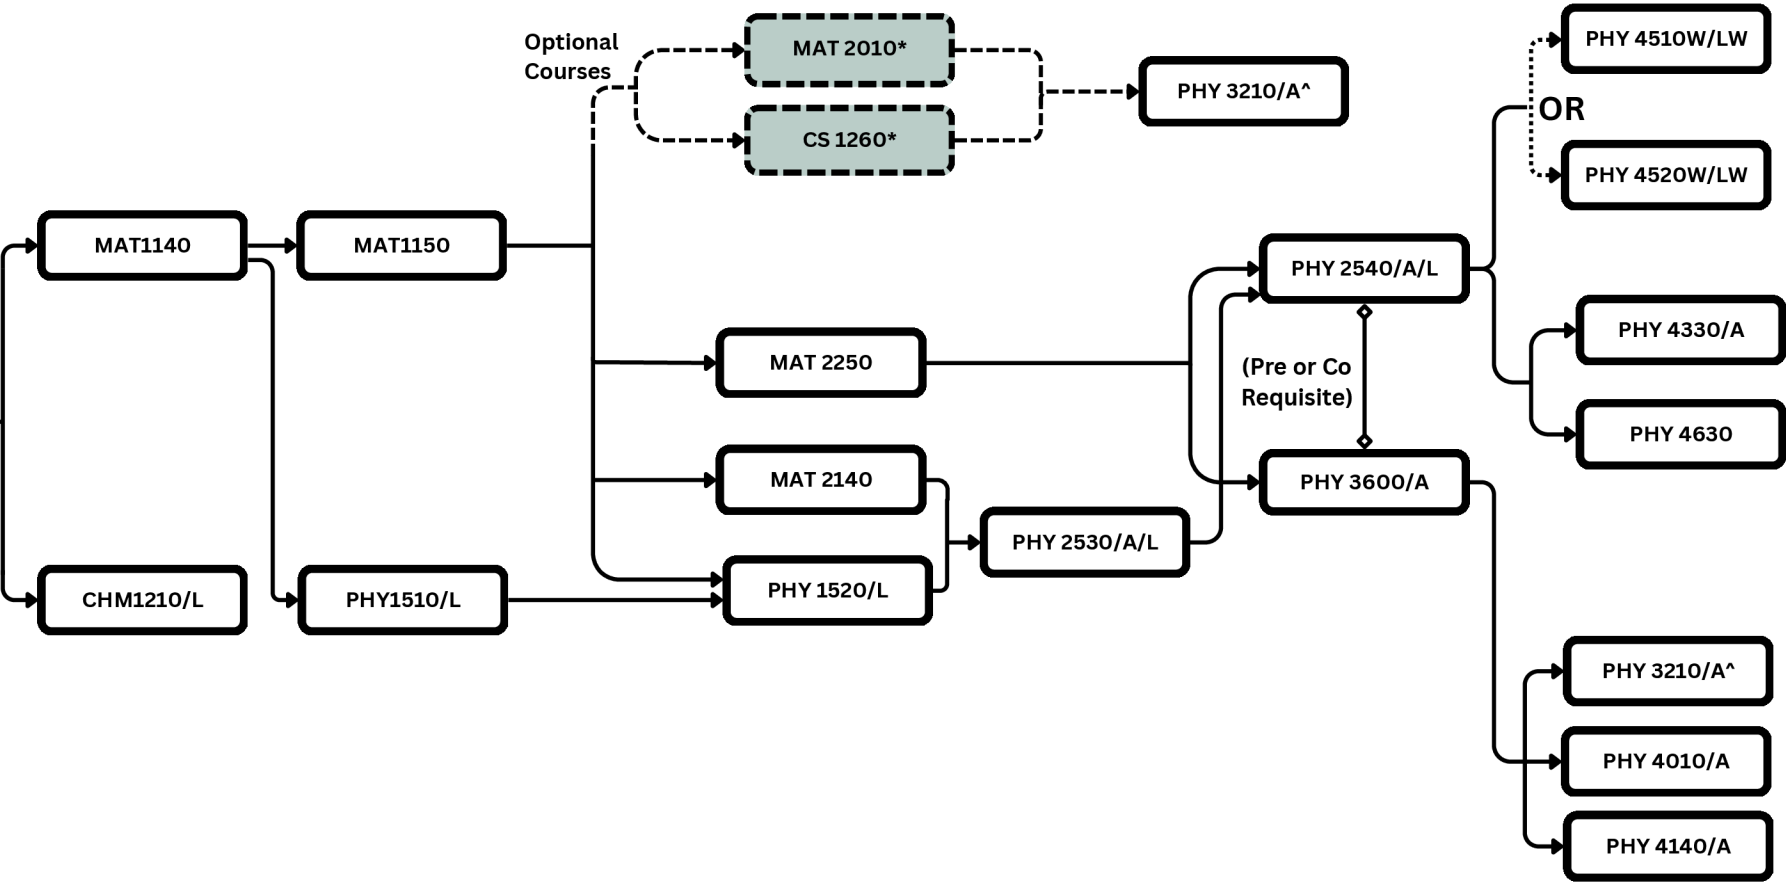 Optional
Courses
MAT 2010*
CS 1260*
PHY 3210/A^
PHY 4510W/LW
OR
PHY 4520W/LW
MAT1140
MAT1150
PHY 2540/A/L
PHY 4330/A
MAT 2250
(Pre or Co
Requisite)
PHY 4630
MAT 2140
PHY 3600/A
PHY 2530/A/L
CHM1210/L
PHY1510/L
PHY 1520/L
PHY 3210/A^
PHY 4010/A
PHY 4140/A